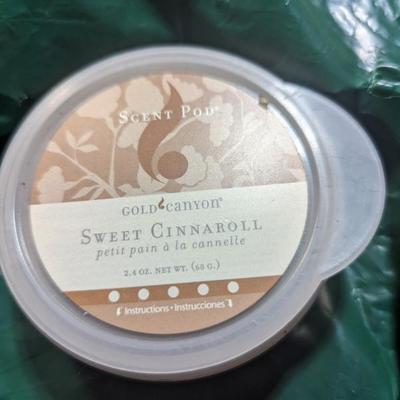 SCENT POD®
GOLD CANYON®
SWEET CINNAROLL
petit pain à la cannelle
2.4 OZ. NET WT. (68 G.)
Instructions • Instrucciones